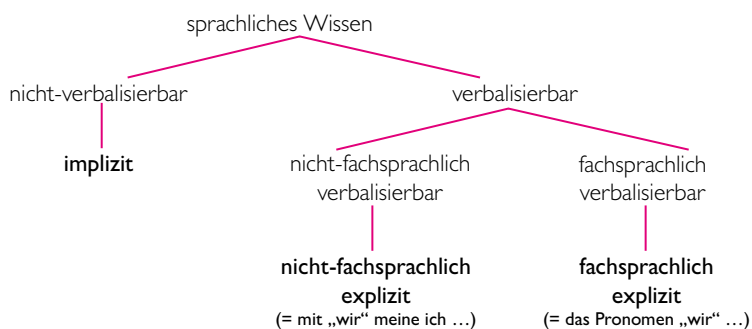 sprachliches Wissen
nicht-verbalisierbar
verbalisierbar
implizit
nicht-fachsprachlich
verbalisierbar
fachsprachlich
verbalisierbar
nicht-fachsprachlich
explizit
(= mit „wir“ meine ich …)
fachsprachlich
explizit
(= das Pronomen „wir“ …)